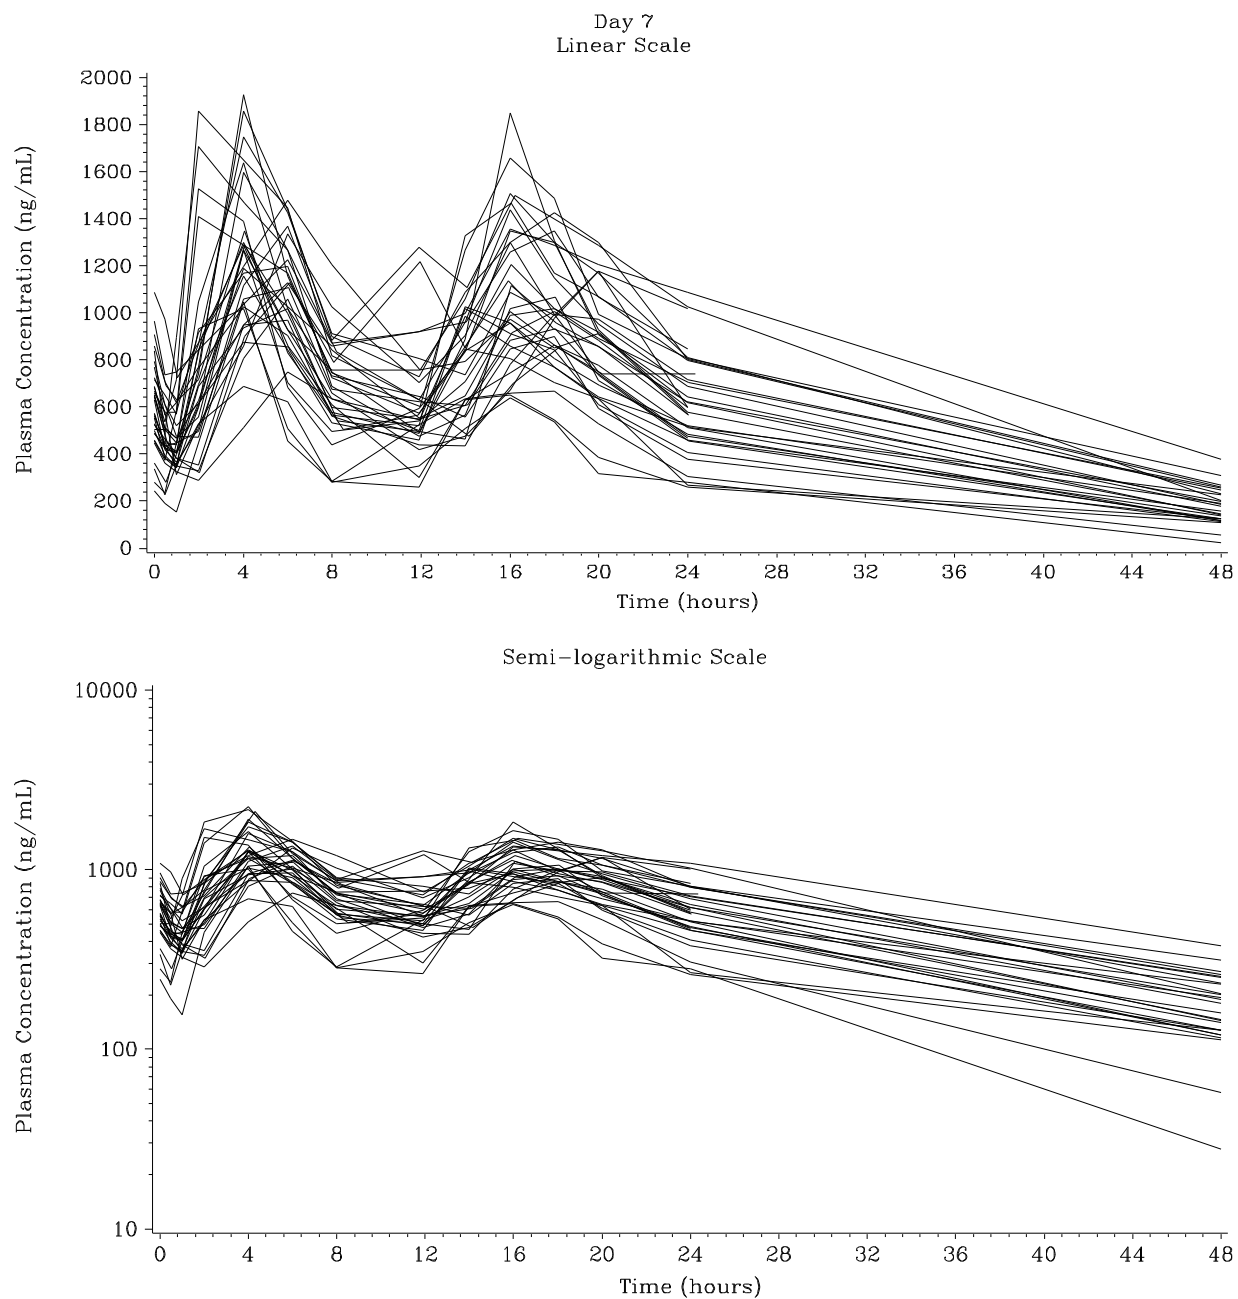 Day 7
Linear Scale
Plasma Concentration (ng/mL)
2000
1800
1600
1400
1200
1000
800
600
400
200
0
0 4 8 12 16 20 24 28 32 36 40 44 48
Time (hours)
Semi-logarithmic Scale
Plasma Concentration (ng/mL)
10000
1000
100
10
0 4 8 12 16 20 24 28 32 36 40 44 48
Time (hours)